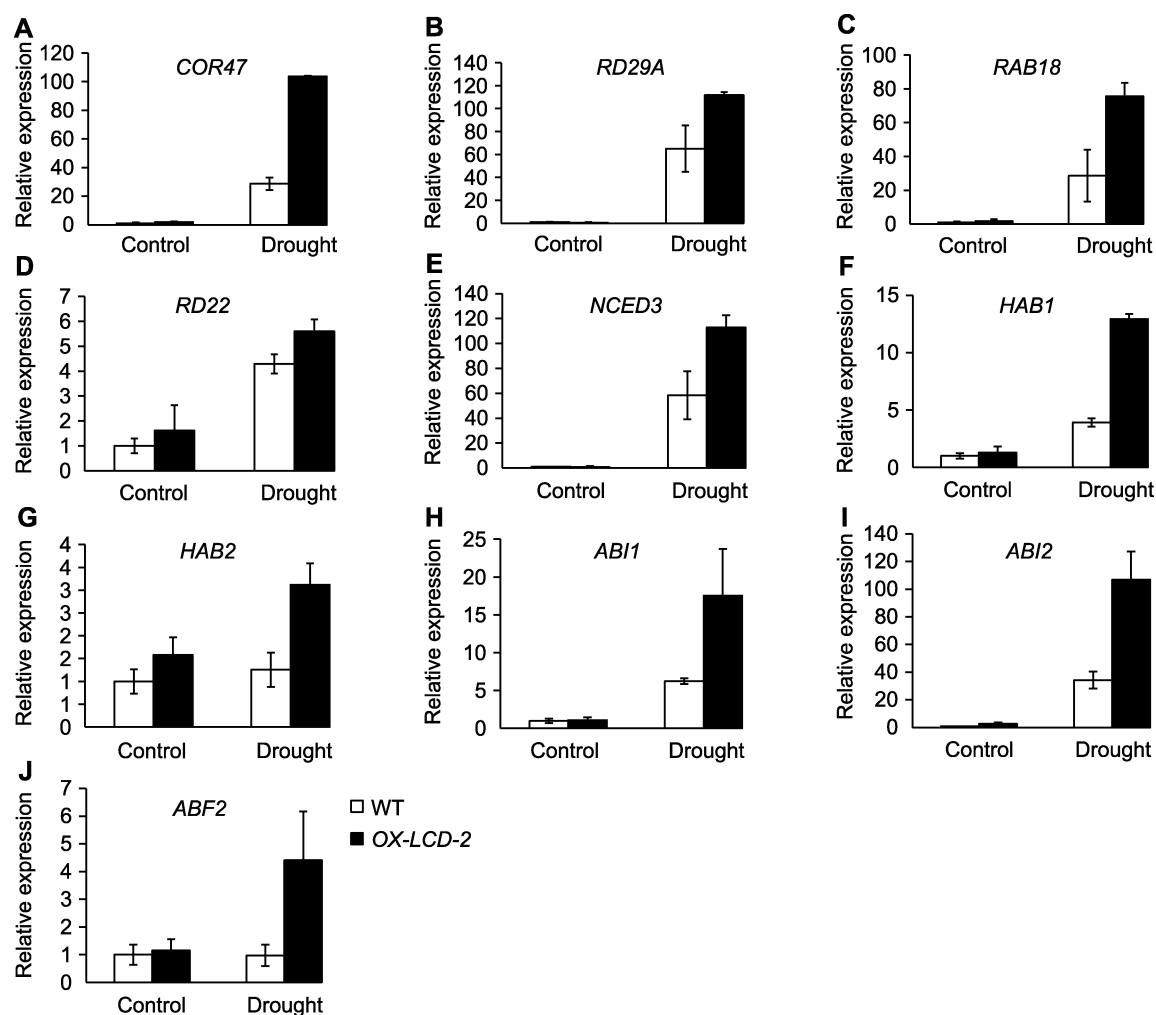 A
Relative expression
120
100
80
60
40
20
0
COR47
Control Drought
B
Relative expression
140
120
100
80
60
40
20
0
RD29A
Control Drought
C
Relative expression
100
80
60
40
20
0
RAB18
Control Drought
D
Relative expression
7
6
5
4
3
2
1
0
RD22
Control Drought
E
Relative expression
140
120
100
80
60
40
20
0
NCED3
Control Drought
F
Relative expression
15
10
5
0
HAB1
Control Drought
G
Relative expression
4
4
3
3
2
2
1
1
0
HAB2
Control Drought
H
Relative expression
25
20
15
10
5
0
ABI1
Control Drought
I
Relative expression
140
120
100
80
60
40
20
0
ABI2
Control Drought
J
Relative expression
7
6
5
4
3
2
1
0
ABF2
Control Drought
WT
OX-LCD-2